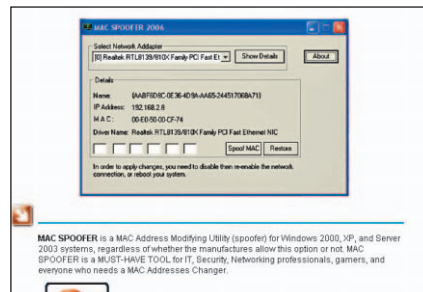 MAC SPOOFER 2006
Select Network Addapter
[0] Realtek RTL8139/810X Family PCI Fast Et
Show Details
About
Details
Name:
IP Address: 192.168.2.8
MAC: 00-E0-50-00-CF-74
Driver Name: Realtek RTL8139/810X Family PCI Fast Ethernet NIC
Spoof MAC
Restore
In order to apply changes, you need to disable then re-enable the network
connection, or reboot your system.
MAC SPOOFER is a MAC Address Modifying Utility (spoofer) for Windows 2000, XP, and Server
2003 systems, regardless of whether the manufactures allow this option or not. MAC
SPOOFER is a MUST-HAVE TOOL for IT, Security, Networking professionals, gamers, and
everyone who needs a MAC Addresses Changer.